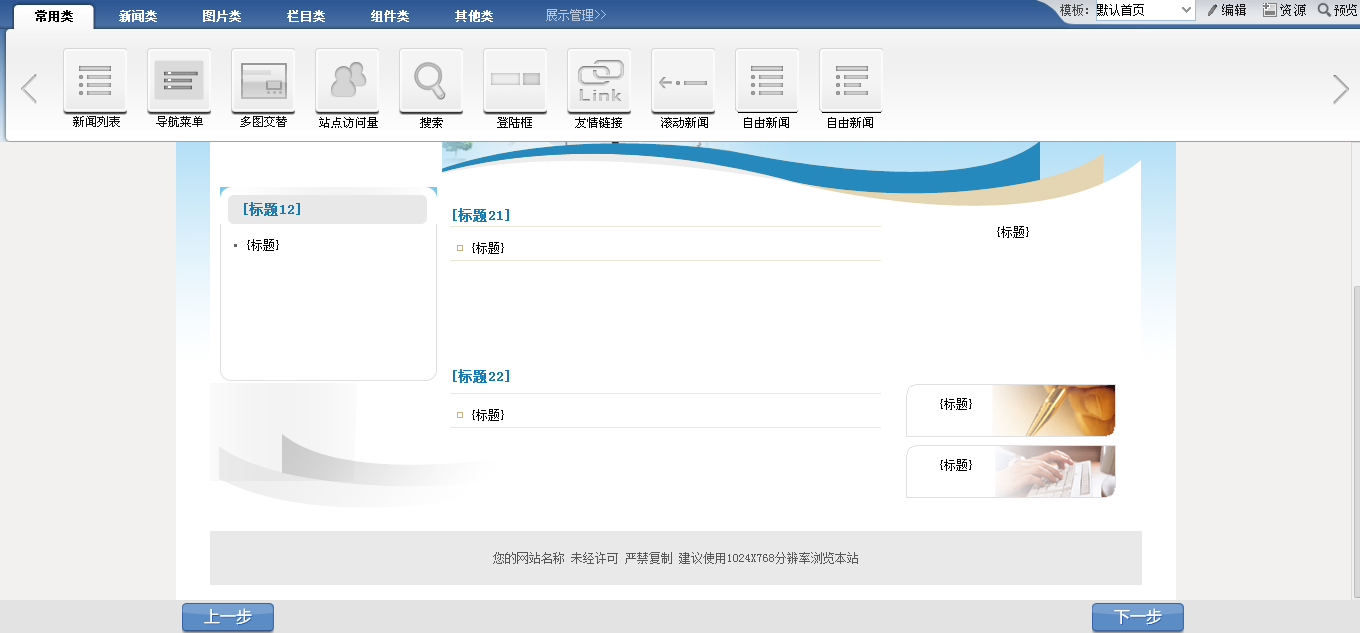 常用类 新闻类 图片类 栏目类 组件类 其他类 展示管理>> 模板: 默认首页 编辑 资源 预览
Link
新闻列表 导航菜单 多图交替 站点访问量 搜索 登陆框 友情链接 滚动新闻 自由新闻 自由新闻
[标题12]
{标题}
[标题21]
{标题}
{标题}
[标题22]
{标题}
{标题}
{标题}
您的网站名称 未经许可 严禁复制 建议使用1024X768分辨率浏览本站
上一步 下一步